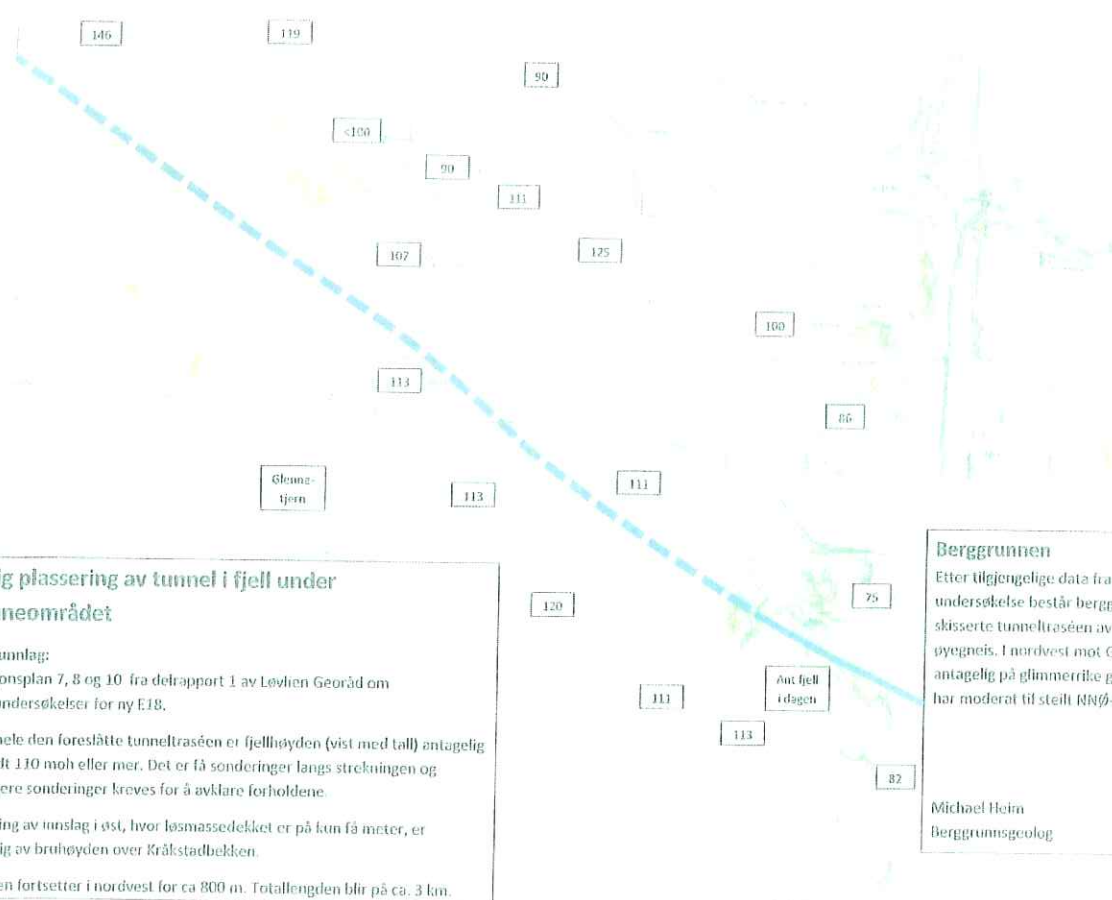 146
119
90
<100
90
111
107
125
100
113
86
Glenne-
tjern
113
111
120
75
Ant fjell
i dagen
111
113
82
ig plassering av tunnel i fjell under
neområdet
unnlag:
onsplan 7, 8 og 10 fra delrapport 1 av Løvlien Georåd om
undersøkelser for ny E18.
hele den foreslåtte tunneltraséen er fjellhøyden (vist med tall) antagelig
dt 110 moh eller mer. Det er få sonderinger langs strekningen og
ere sonderinger kreves for å avklare forholdene.
ing av innslag i øst, hvor løsmassedekket er på kun få meter, er
ig av bruhøyden over Kråkstadbekken.
en fortsetter i nordvest for ca 800 m. Totallengden blir på ca. 3 km.
Berggrunnen
Etter tilgjengelige data fra
undersøkelse består bergg
skisserte tunneltraséen av
øyegneis. I nordvest mot G
antagelig på glimmerrike g
har moderat til steilt NNØ-
Michael Heim
Berggrunnsgeolog